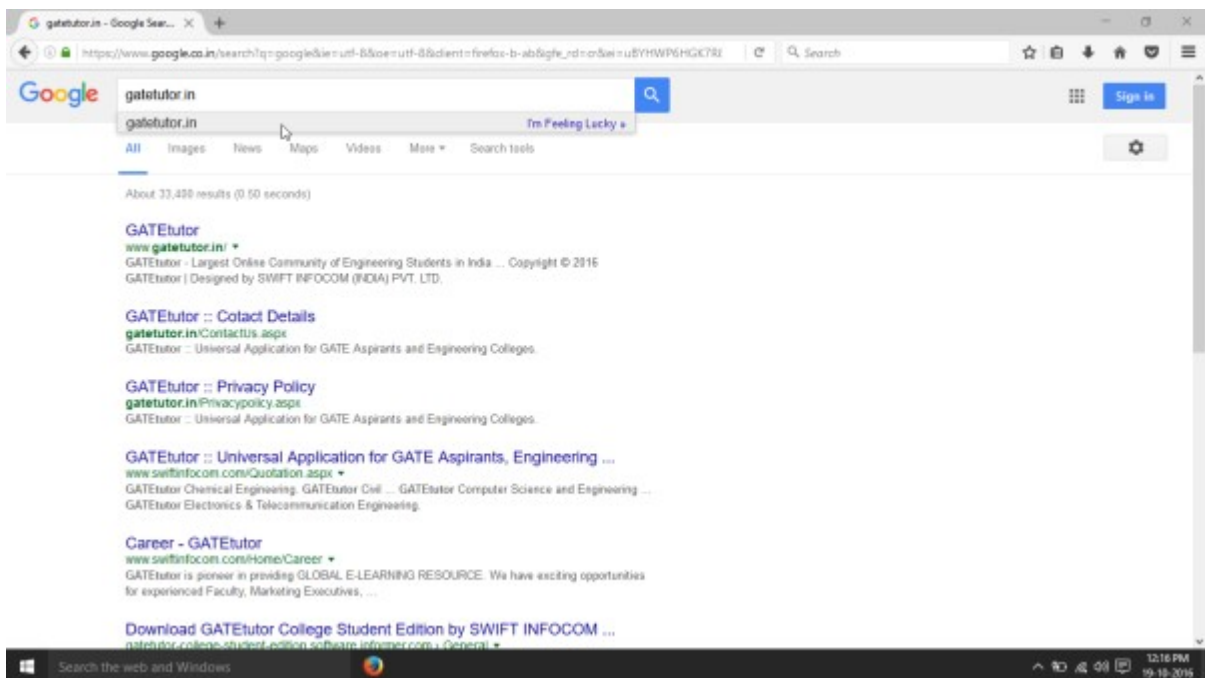 gatetutor.in - Google Sear...
https://www.google.co.in/search?q=google&ie=utf-8&oe=utf-8&client=firefox-b-ab&gfe_rd=cr&ei=
Search
Google
gatetutor.in
Sign in
gatetutor.in
I'm Feeling Lucky »
All Images News Maps Videos More Search tools
About 33,400 results (0.50 seconds)
GATEtutor
www.gatetutor.in/
GATEtutor - Largest Online Community of Engineering Students in India ... Copyright © 2016
GATEtutor | Designed by SWIFT INFOCOM (INDIA) PVT. LTD.
GATEtutor :: Cotact Details
gatetutor.in/ContactUs.aspx
GATEtutor :: Universal Application for GATE Aspirants and Engineering Colleges.
GATEtutor :: Privacy Policy
gatetutor.in/Privacypolicy.aspx
GATEtutor :: Universal Application for GATE Aspirants and Engineering Colleges.
GATEtutor :: Universal Application for GATE Aspirants, Engineering ...
www.swiftinfocom.com/Quotation.aspx
GATEtutor Chemical Engineering. GATEtutor Civil ... GATEtutor Computer Science and Engineering ...
GATEtutor Electronics & Telecommunication Engineering.
Career - GATEtutor
www.swiftinfocom.com/Home/Career
GATEtutor is pioneer in providing GLOBAL E-LEARNING RESOURCE. We have exciting opportunities
for experienced Faculty, Marketing Executives, ...
Download GATEtutor College Student Edition by SWIFT INFOCOM ...
gatetutor-college-student-edition.software.informer.com › General
Search the web and Windows
12:16 PM
19-10-2016